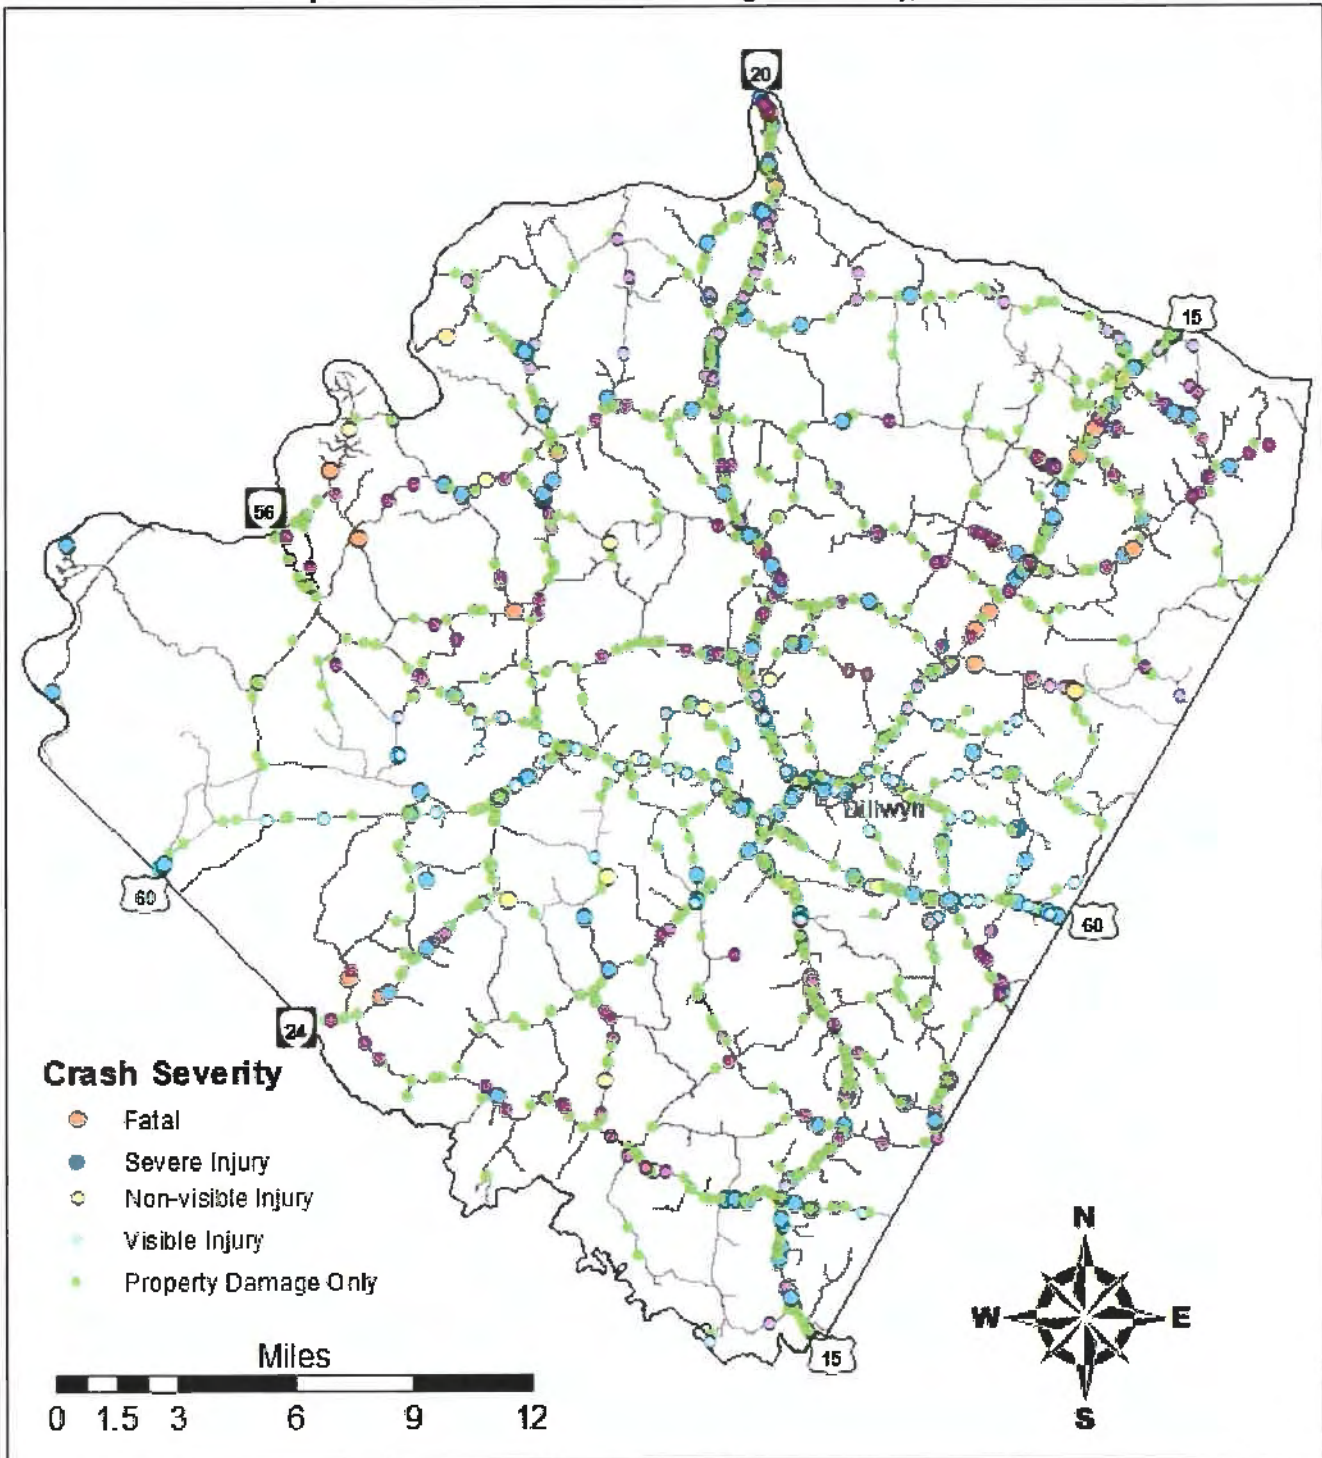 20
15
56
Dillwyn
60
60
24
Crash Severity
Fatal
Severe Injury
Non-visible Injury
Visible Injury
Property Damage Only
Miles
0 1.5 3 6 9 12
N
W E
S
15